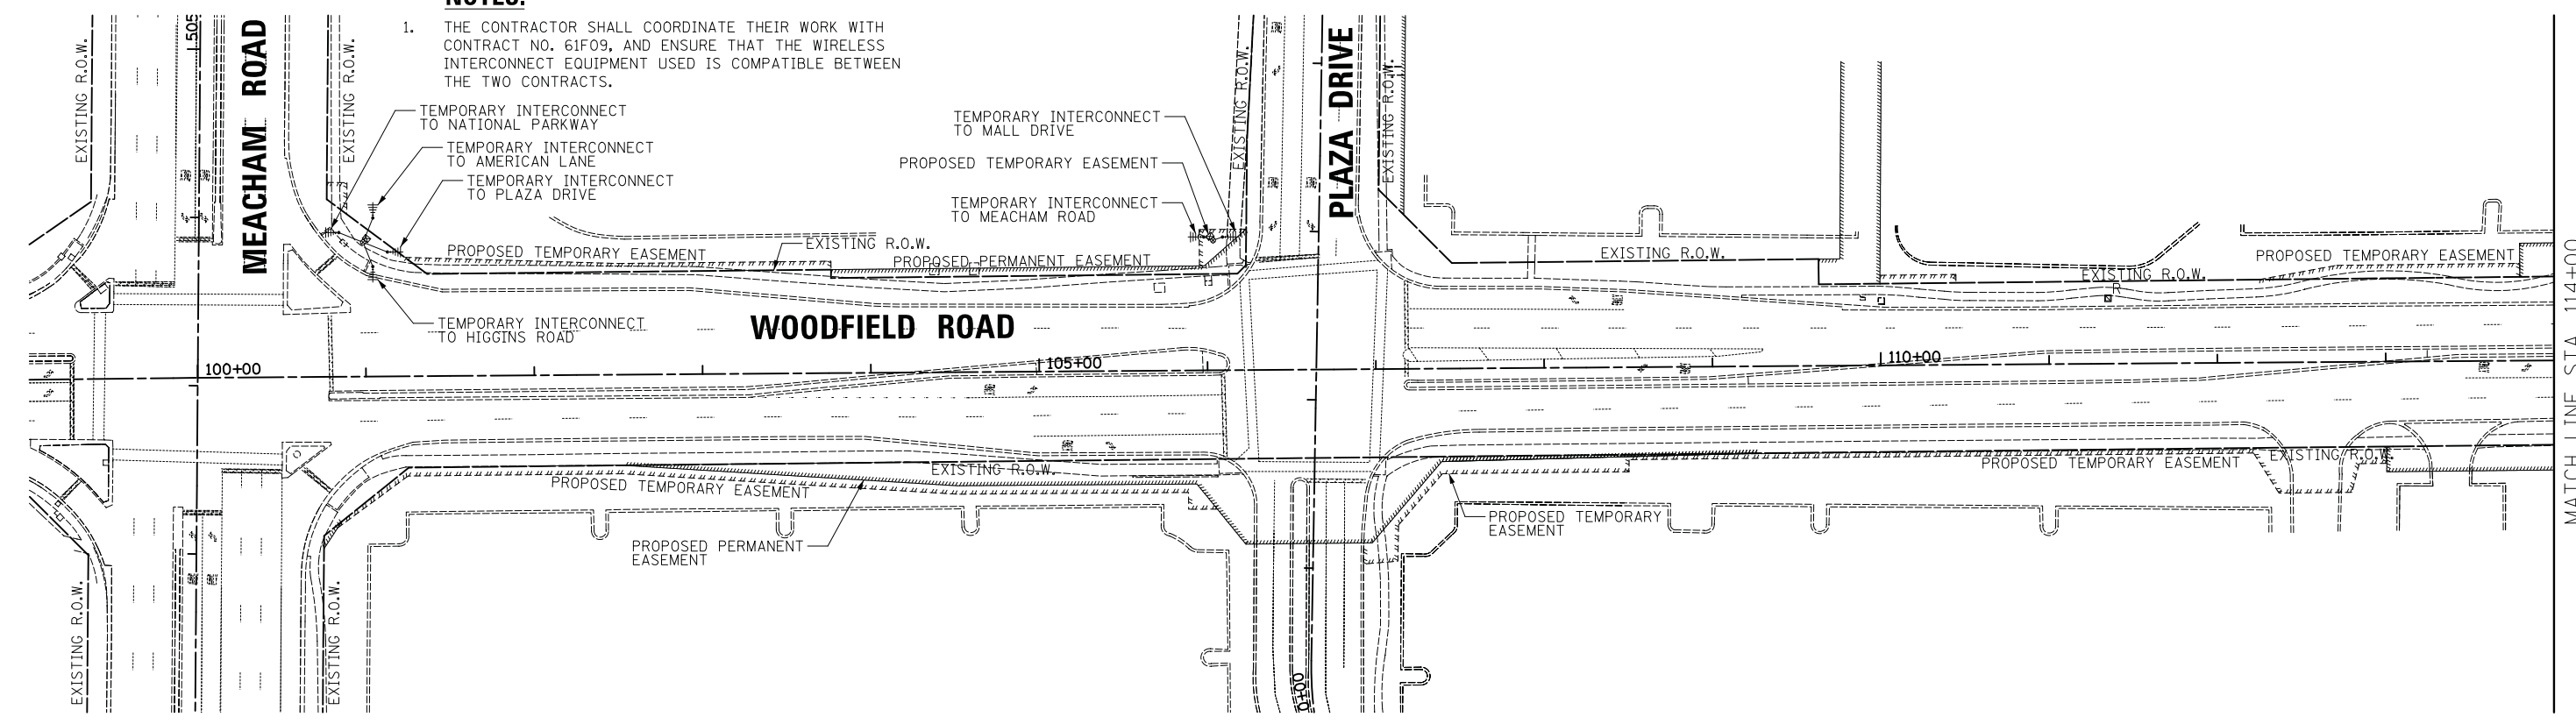 NOTES:
1. THE CONTRACTOR SHALL COORDINATE THEIR WORK WITH
CONTRACT NO. 61F09, AND ENSURE THAT THE WIRELESS
INTERCONNECT EQUIPMENT USED IS COMPATIBLE BETWEEN
THE TWO CONTRACTS.
505
MEACHAM ROAD
EXISTING R.O.W.
EXISTING R.O.W.
TEMPORARY INTERCONNECT
TO NATIONAL PARKWAY
TEMPORARY INTERCONNECT
TO AMERICAN LANE
TEMPORARY INTERCONNECT
TO PLAZA DRIVE
PROPOSED TEMPORARY EASEMENT
EXISTING R.O.W.
PROPOSED PERMANENT EASEMENT
TEMPORARY INTERCONNECT
TO HIGGINS ROAD
TEMPORARY INTERCONNECT
TO MALL DRIVE
PROPOSED TEMPORARY EASEMENT
TEMPORARY INTERCONNECT
TO MEACHAM ROAD
EXISTING R.O.W.
PLAZA DRIVE
EXISTING R.O.W.
EXISTING R.O.W.
EXISTING R.O.W.
PROPOSED TEMPORARY EASEMENT
R
WOODFIELD ROAD
100+00
105+00
110+00
MATCH LINE STA 114+00
EXISTING R.O.W.
PROPOSED TEMPORARY EASEMENT
PROPOSED PERMANENT
EASEMENT
PROPOSED TEMPORARY
EASEMENT
PROPOSED TEMPORARY EASEMENT
EXISTING R.O.W.
EXISTING R.O.W.
EXISTING R.O.W.
0+00